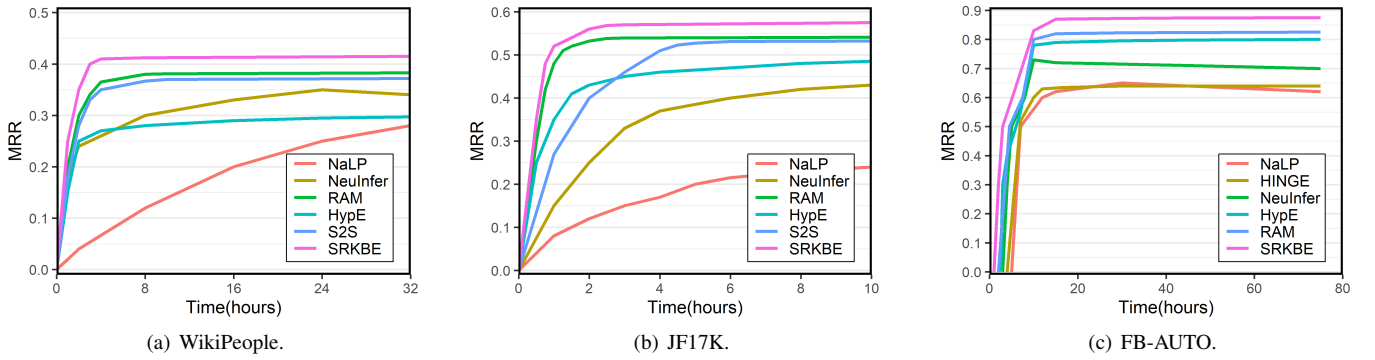 0.5
0.4
0.3
0.2
0.1
0.0
MRR
0
8
16
24
32
Time(hours)
NaLP
NeuInfer
RAM
HypE
S2S
SRKBE
(a) WikiPeople.
0.6
0.5
0.4
0.3
0.2
0.1
0.0
MRR
0
2
4
6
8
10
Time(hours)
NaLP
NeuInfer
RAM
HypE
S2S
SRKBE
(b) JF17K.
0.9
0.8
0.7
0.6
0.5
0.4
0.3
0.2
0.1
0.0
MRR
0
20
40
60
80
Time(hours)
NaLP
HINGE
NeuInfer
HypE
RAM
SRKBE
(c) FB-AUTO.